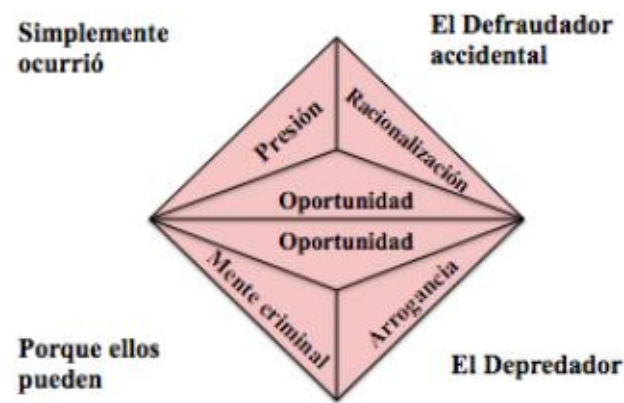 Simplemente
ocurrió
El Defraudador
accidental
Presión
Racionalización
Oportunidad
Oportunidad
Mente criminal
Arrogancia
Porque ellos
pueden
El Depredador